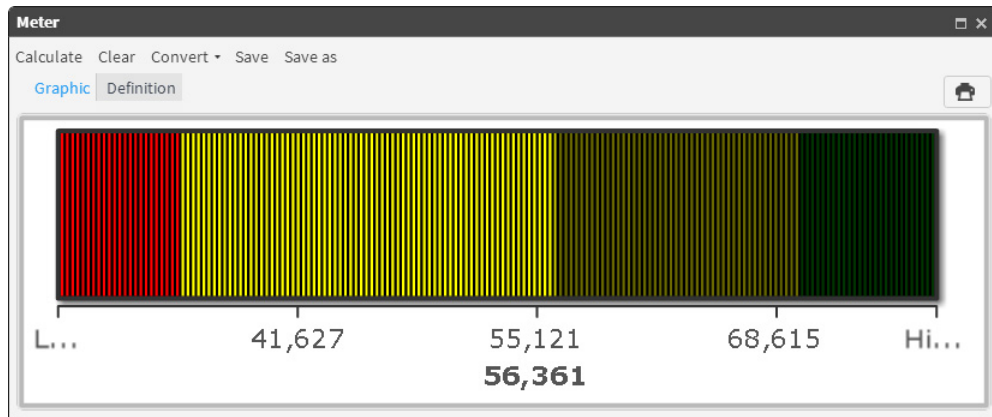 Meter
Calculate Clear Convert Save Save as
Graphic Definition
L... 41,627 55,121 68,615 Hi...
56,361